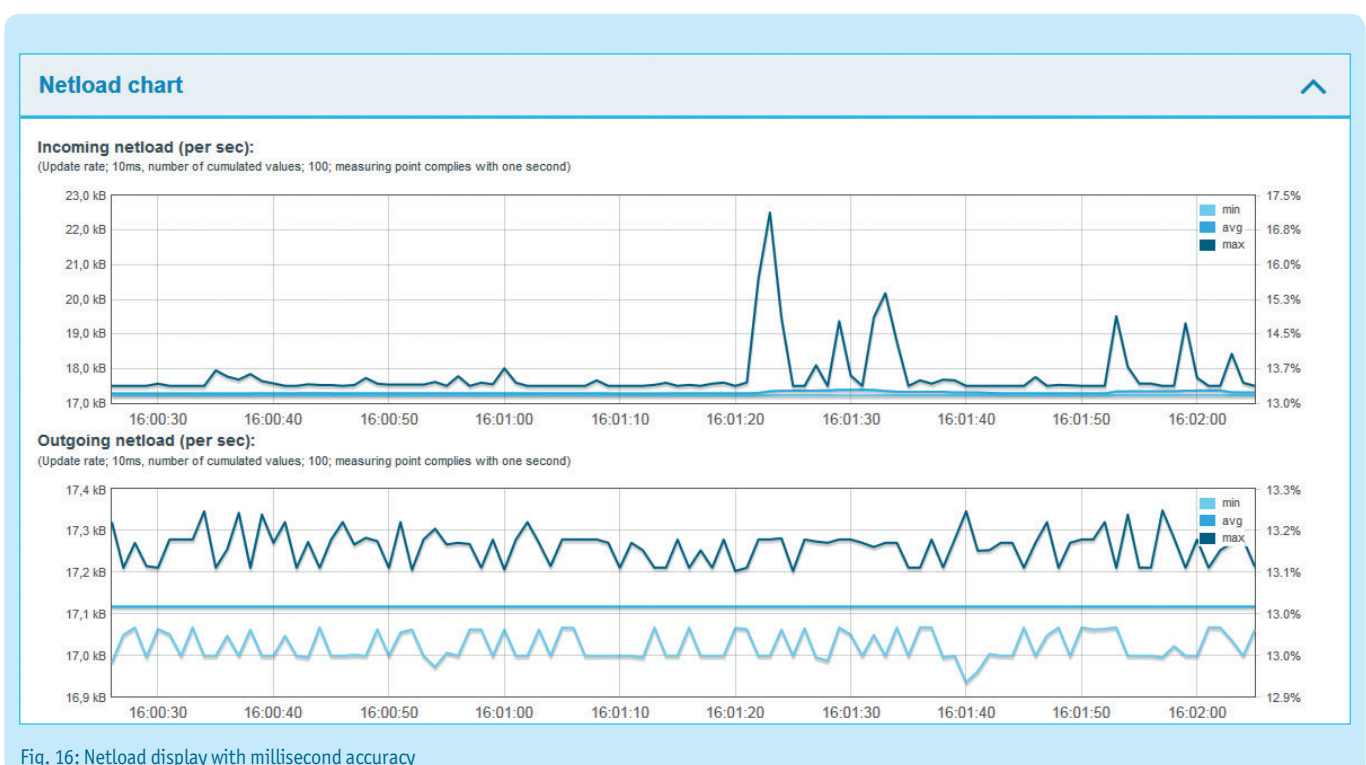 Netload chart
Incoming netload (per sec):
(Update rate; 10ms, number of cumulated values; 100; measuring point complies with one second)
23,0 kB
22,0 kB
21,0 kB
20,0 kB
19,0 kB
18,0 kB
17,0 kB
17.5%
16.8%
16.0%
15.3%
14.5%
13.7%
13.0%
min
avg
max
16:00:30 16:00:40 16:00:50 16:01:00 16:01:10 16:01:20 16:01:30 16:01:40 16:01:50 16:02:00
Outgoing netload (per sec):
(Update rate; 10ms, number of cumulated values; 100; measuring point complies with one second)
17,4 kB
17,3 kB
17,2 kB
17,1 kB
17,0 kB
16,9 kB
13.3%
13.2%
13.1%
13.0%
13.0%
12.9%
min
avg
max
16:00:30 16:00:40 16:00:50 16:01:00 16:01:10 16:01:20 16:01:30 16:01:40 16:01:50 16:02:00
Fig. 16: Netload display with millisecond accuracy